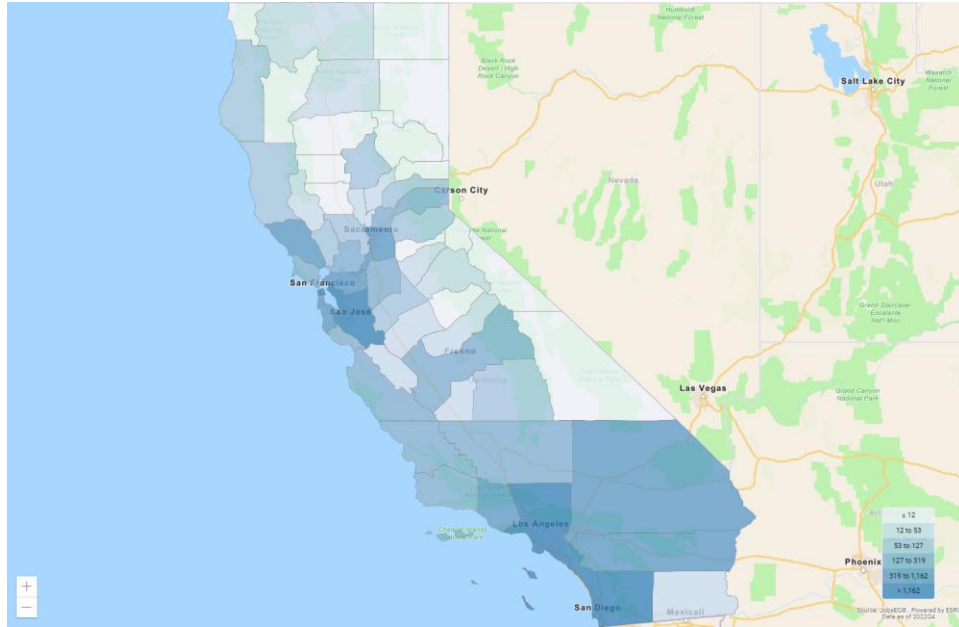 Humboldt
National Forest
Black Rock
Desert / High
Rock Canyon
Salt Lake City
Wasatch
National
Forest
Nevada
Utah
Carson City
Sacramento
San Francisco
San Jose
Fresno
Grand Staircase-
Escalante
Nat'l Mon
Las Vegas
Grand Canyon
National Park
Los Angeles
Channel Islands
National Park
Phoenix
San Diego
Mexicali
≤ 12
12 to 53
53 to 127
127 to 319
319 to 1,162
> 1,162
+
−
Source: JobsEQ® Powered by ESRI
Data as of 2022Q4